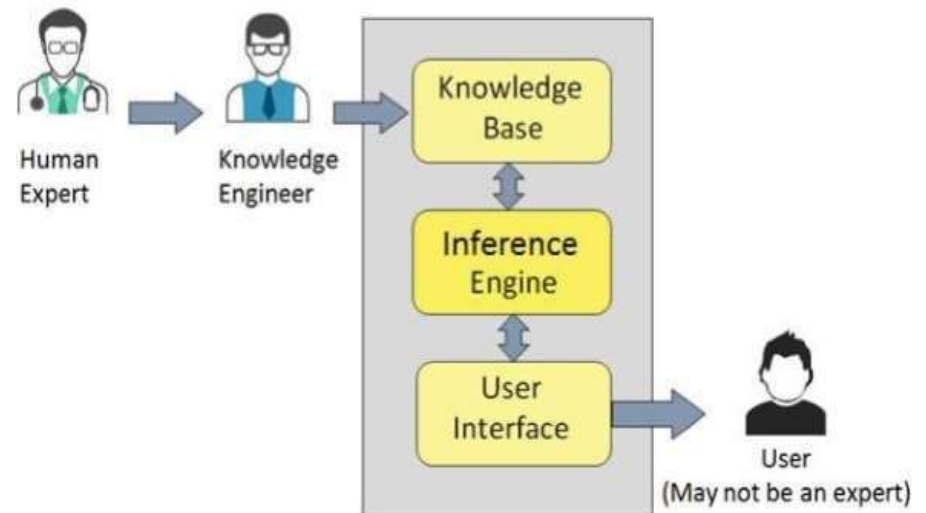 Human
Expert
Knowledge
Engineer
Knowledge
Base
Inference
Engine
User
Interface
User
(May not be an expert)